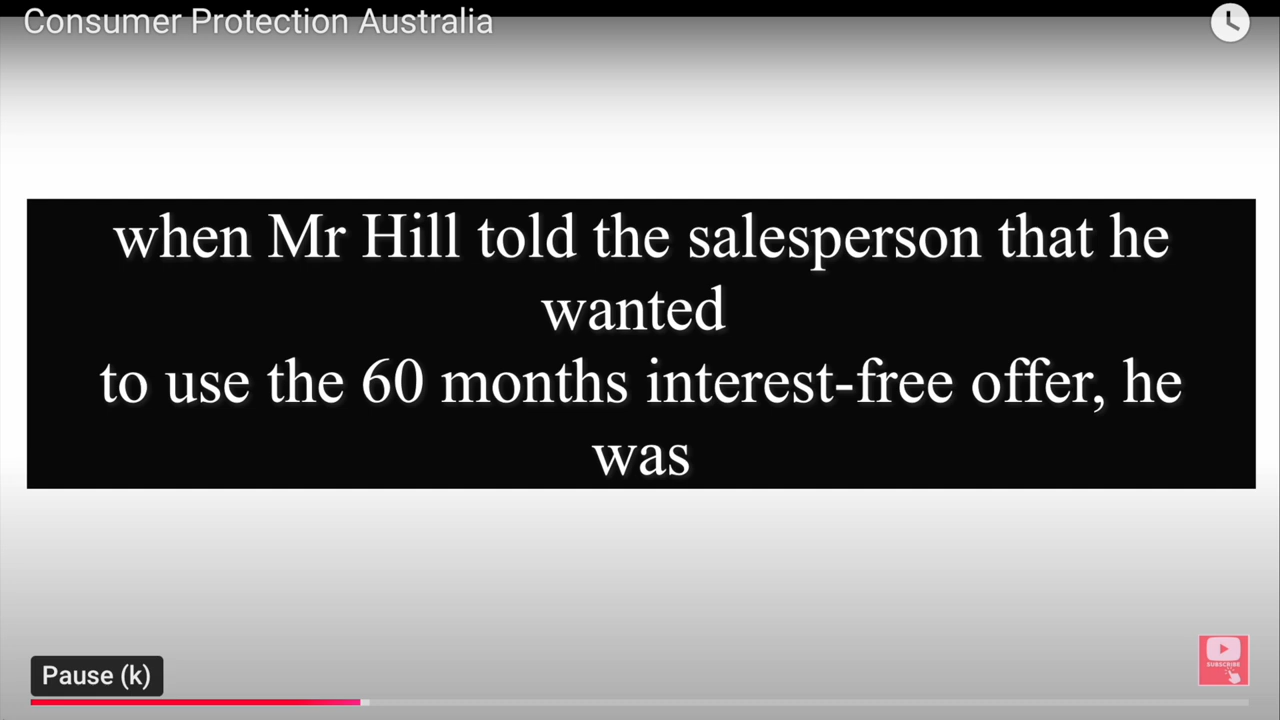 Consumer Protection Australia
when Mr Hill told the salesperson that he
wanted
to use the 60 months interest-free offer, he
was
SUBSCRIBE
Pause (k)